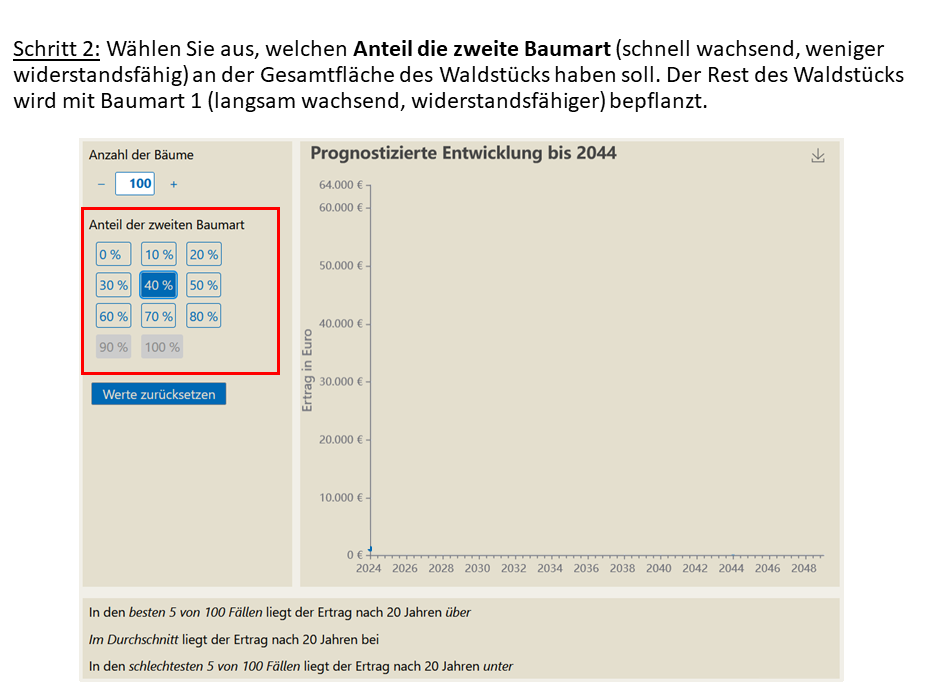 Schritt 2: Wählen Sie aus, welchen Anteil die zweite Baumart (schnell wachsend, weniger
widerstandsfähig) an der Gesamtfläche des Waldstücks haben soll. Der Rest des Waldstücks
wird mit Baumart 1 (langsam wachsend, widerstandsfähiger) bepflanzt.
Anzahl der Bäume
− 100 +
Anteil der zweiten Baumart
0 % 10 % 20 %
30 % 40 % 50 %
60 % 70 % 80 %
90 % 100 %
Werte zurücksetzen
Prognostizierte Entwicklung bis 2044
Ertrag in Euro
64.000 €
60.000 €
50.000 €
40.000 €
30.000 €
20.000 €
10.000 €
0 €
2024 2026 2028 2030 2032 2034 2036 2038 2040 2042 2044 2046 2048
In den besten 5 von 100 Fällen liegt der Ertrag nach 20 Jahren über
Im Durchschnitt liegt der Ertrag nach 20 Jahren bei
In den schlechtesten 5 von 100 Fällen liegt der Ertrag nach 20 Jahren unter